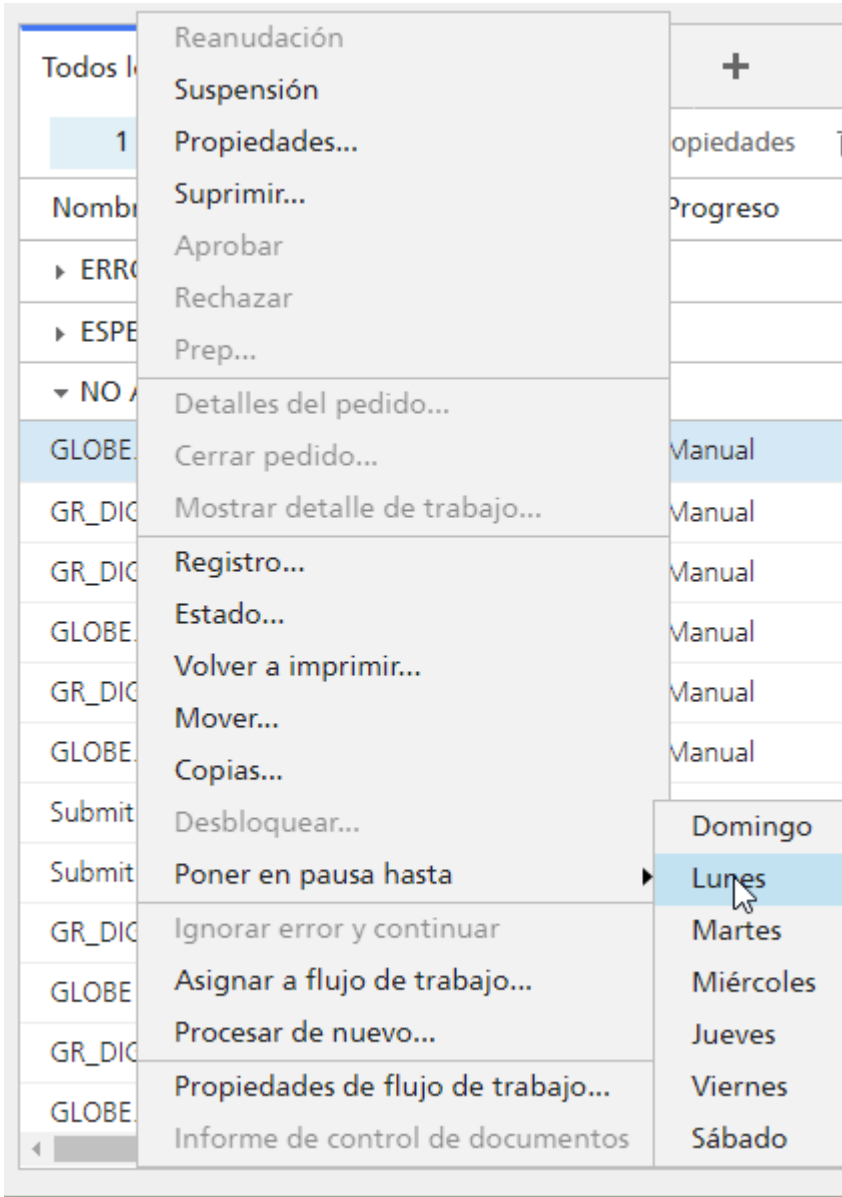 Reanudación
Todos l
Suspensión
1
Propiedades...
opiedades
Nombr
Suprimir...
Progreso
Aprobar
ERRO
Rechazar
ESPE
Prep...
NO A
Detalles del pedido...
GLOBE.
Cerrar pedido...
Manual
GR_DIG
Mostrar detalle de trabajo...
Manual
GR_DIG
Registro...
Manual
GLOBE.
Estado...
Manual
GR_DIG
Volver a imprimir...
Manual
Mover...
GLOBE.
Copias...
Manual
Submit
Desbloquear...
Domingo
Submit
Poner en pausa hasta
Lunes
GR_DIG
Ignorar error y continuar
Martes
GLOBE
Asignar a flujo de trabajo...
Miércoles
GR_DIG
Procesar de nuevo...
Jueves
GLOBE.
Propiedades de flujo de trabajo...
Viernes
Informe de control de documentos
Sábado